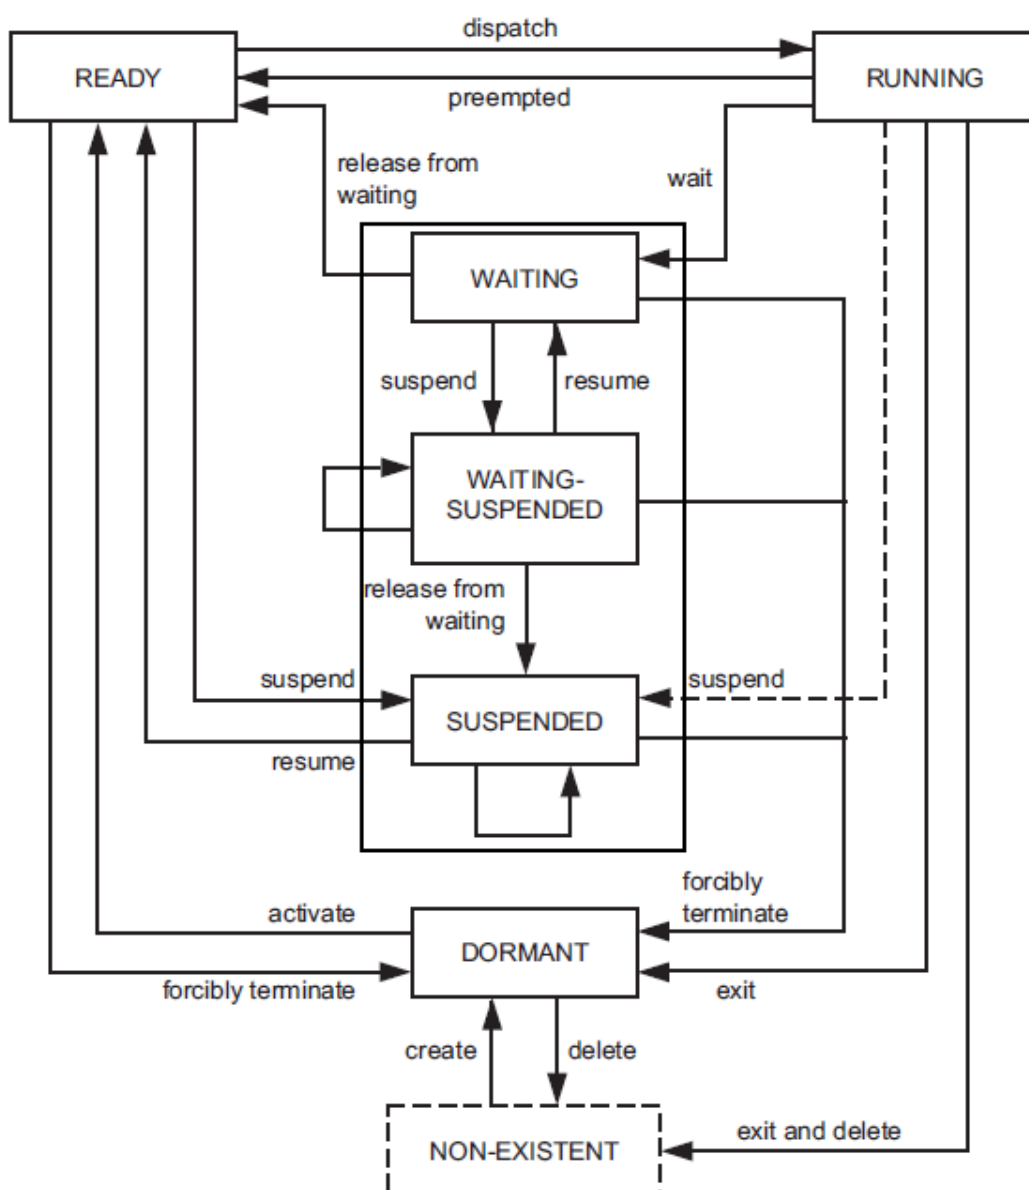 dispatch
READY
RUNNING
preempted
release from
waiting
wait
WAITING
suspend
resume
WAITING-
SUSPENDED
release from
waiting
suspend
suspend
SUSPENDED
resume
forcibly
terminate
activate
DORMANT
forcibly terminate
exit
create
delete
exit and delete
NON-EXISTENT